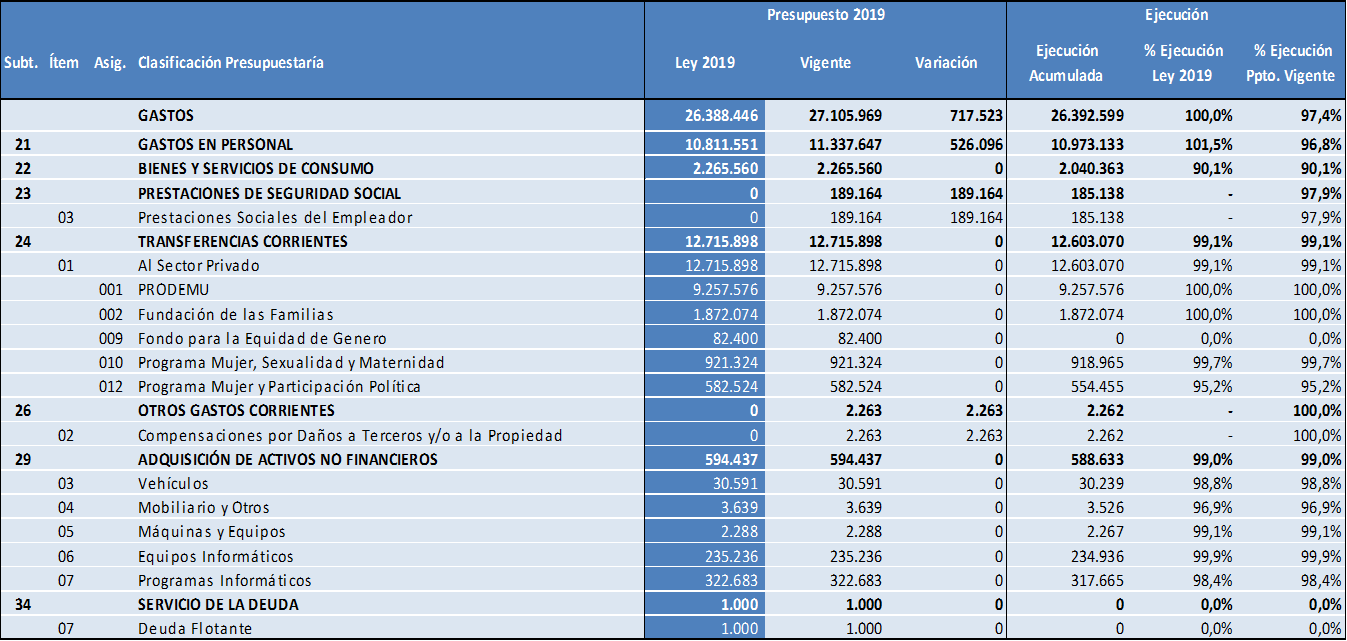 Presupuesto 2019 Ejecución
Subt. Ítem Asig. Clasificación Presupuestaría Ley 2019 Vigente Variación Ejecución Acumulada % Ejecución Ley 2019 % Ejecución Ppto. Vigente
GASTOS 26.388.446 27.105.969 717.523 26.392.599 100,0% 97,4%
21 GASTOS EN PERSONAL 10.811.551 11.337.647 526.096 10.973.133 101,5% 96,8%
22 BIENES Y SERVICIOS DE CONSUMO 2.265.560 2.265.560 0 2.040.363 90,1% 90,1%
23 PRESTACIONES DE SEGURIDAD SOCIAL 0 189.164 189.164 185.138 - 97,9%
03 Prestaciones Sociales del Empleador 0 189.164 189.164 185.138 - 97,9%
24 TRANSFERENCIAS CORRIENTES 12.715.898 12.715.898 0 12.603.070 99,1% 99,1%
01 Al Sector Privado 12.715.898 12.715.898 0 12.603.070 99,1% 99,1%
001 PRODEMU 9.257.576 9.257.576 0 9.257.576 100,0% 100,0%
002 Fundación de las Familias 1.872.074 1.872.074 0 1.872.074 100,0% 100,0%
009 Fondo para la Equidad de Genero 82.400 82.400 0 0 0,0% 0,0%
010 Programa Mujer, Sexualidad y Maternidad 921.324 921.324 0 918.965 99,7% 99,7%
012 Programa Mujer y Participación Política 582.524 582.524 0 554.455 95,2% 95,2%
26 OTROS GASTOS CORRIENTES 0 2.263 2.263 2.262 - 100,0%
02 Compensaciones por Daños a Terceros y/o a la Propiedad 0 2.263 2.263 2.262 - 100,0%
29 ADQUISICIÓN DE ACTIVOS NO FINANCIEROS 594.437 594.437 0 588.633 99,0% 99,0%
03 Vehículos 30.591 30.591 0 30.239 98,8% 98,8%
04 Mobiliario y Otros 3.639 3.639 0 3.526 96,9% 96,9%
05 Máquinas y Equipos 2.288 2.288 0 2.267 99,1% 99,1%
06 Equipos Informáticos 235.236 235.236 0 234.936 99,9% 99,9%
07 Programas Informáticos 322.683 322.683 0 317.665 98,4% 98,4%
34 SERVICIO DE LA DEUDA 1.000 1.000 0 0 0,0% 0,0%
07 Deuda Flotante 1.000 1.000 0 0 0,0% 0,0%